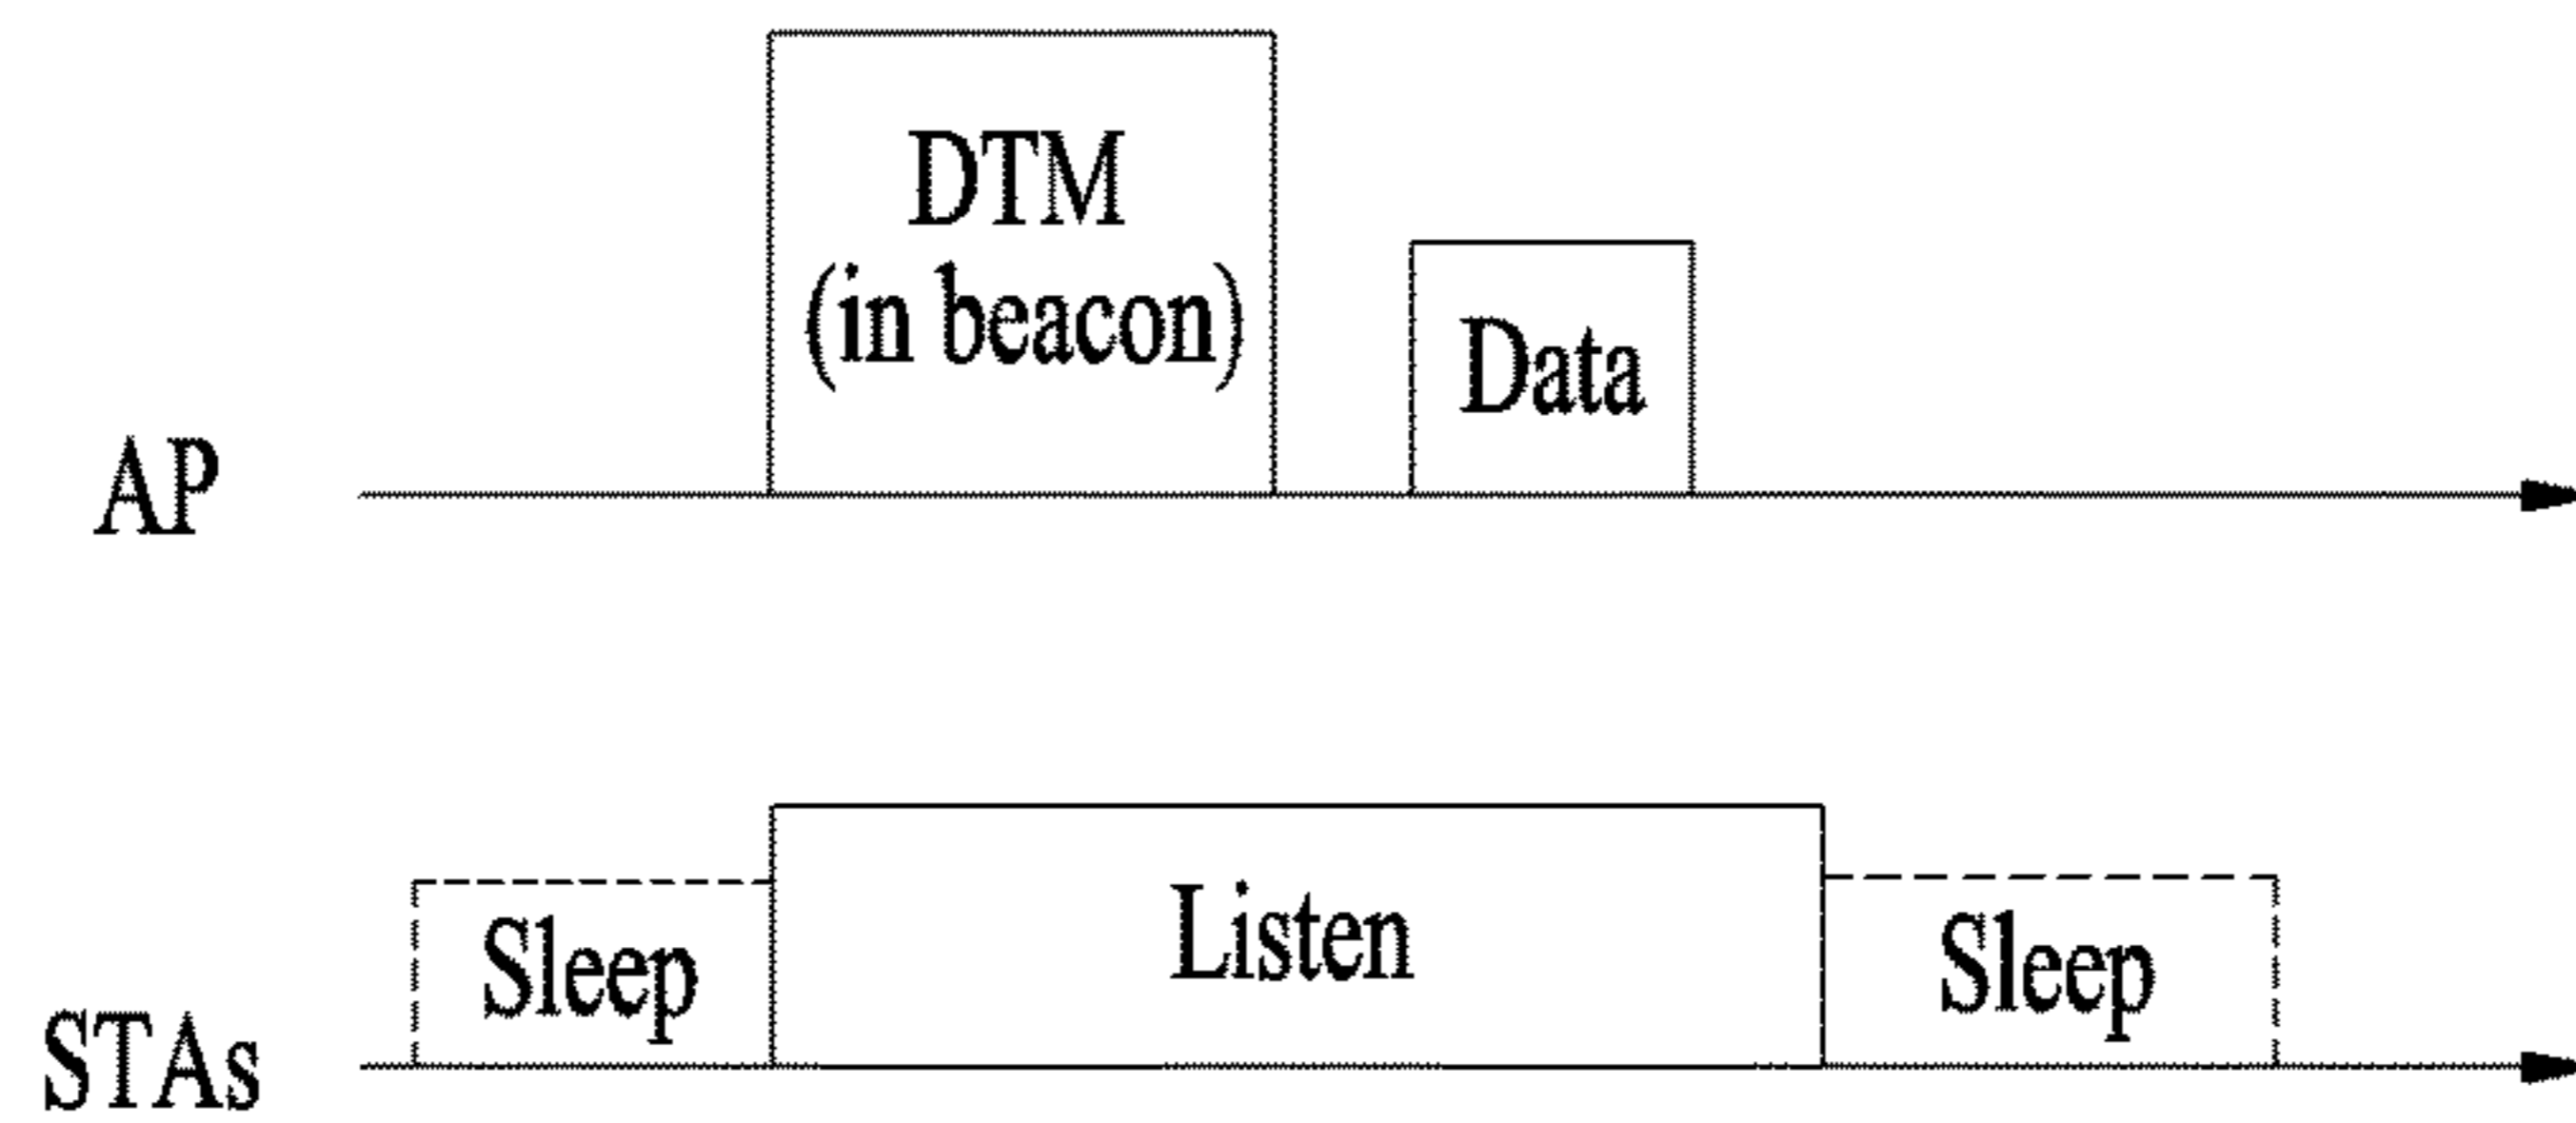 DTM
(in beacon)
Data
AP
Sleep
Listen
Sleep
STAs